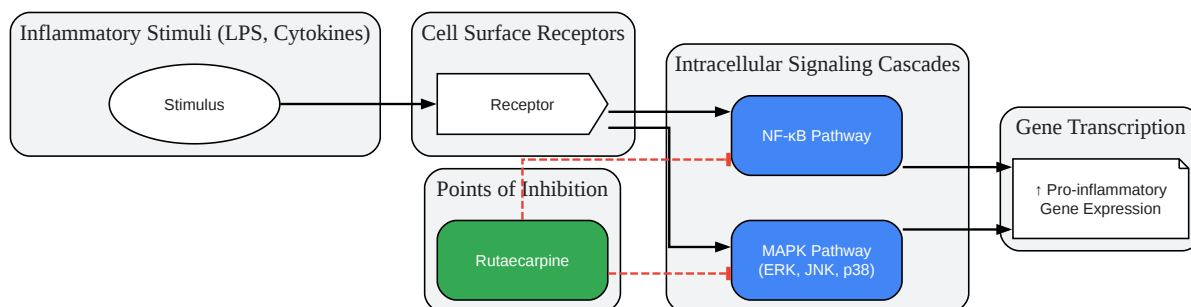 Inflammatory Stimuli (LPS, Cytokines)
Stimulus
Cell Surface Receptors
Receptor
Intracellular Signaling Cascades
NF-κB Pathway
MAPK Pathway
(ERK, JNK, p38)
Points of Inhibition
Rutaecarpine
Gene Transcription
↑ Pro-inflammatory
Gene Expression